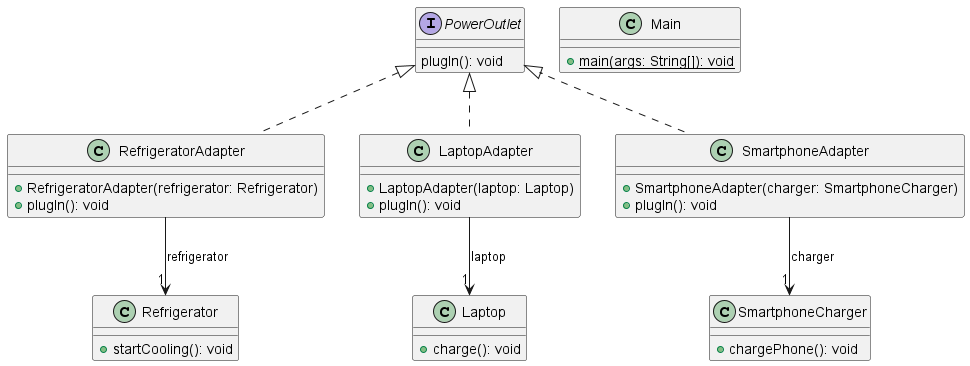 I PowerOutlet
plugIn(): void
C Main
main(args: String[]): void
C RefrigeratorAdapter
RefrigeratorAdapter(refrigerator: Refrigerator)
plugIn(): void
C LaptopAdapter
LaptopAdapter(laptop: Laptop)
plugIn(): void
C SmartphoneAdapter
SmartphoneAdapter(charger: SmartphoneCharger)
plugIn(): void
refrigerator
1
laptop
1
charger
1
C Refrigerator
startCooling(): void
C Laptop
charge(): void
C SmartphoneCharger
chargePhone(): void